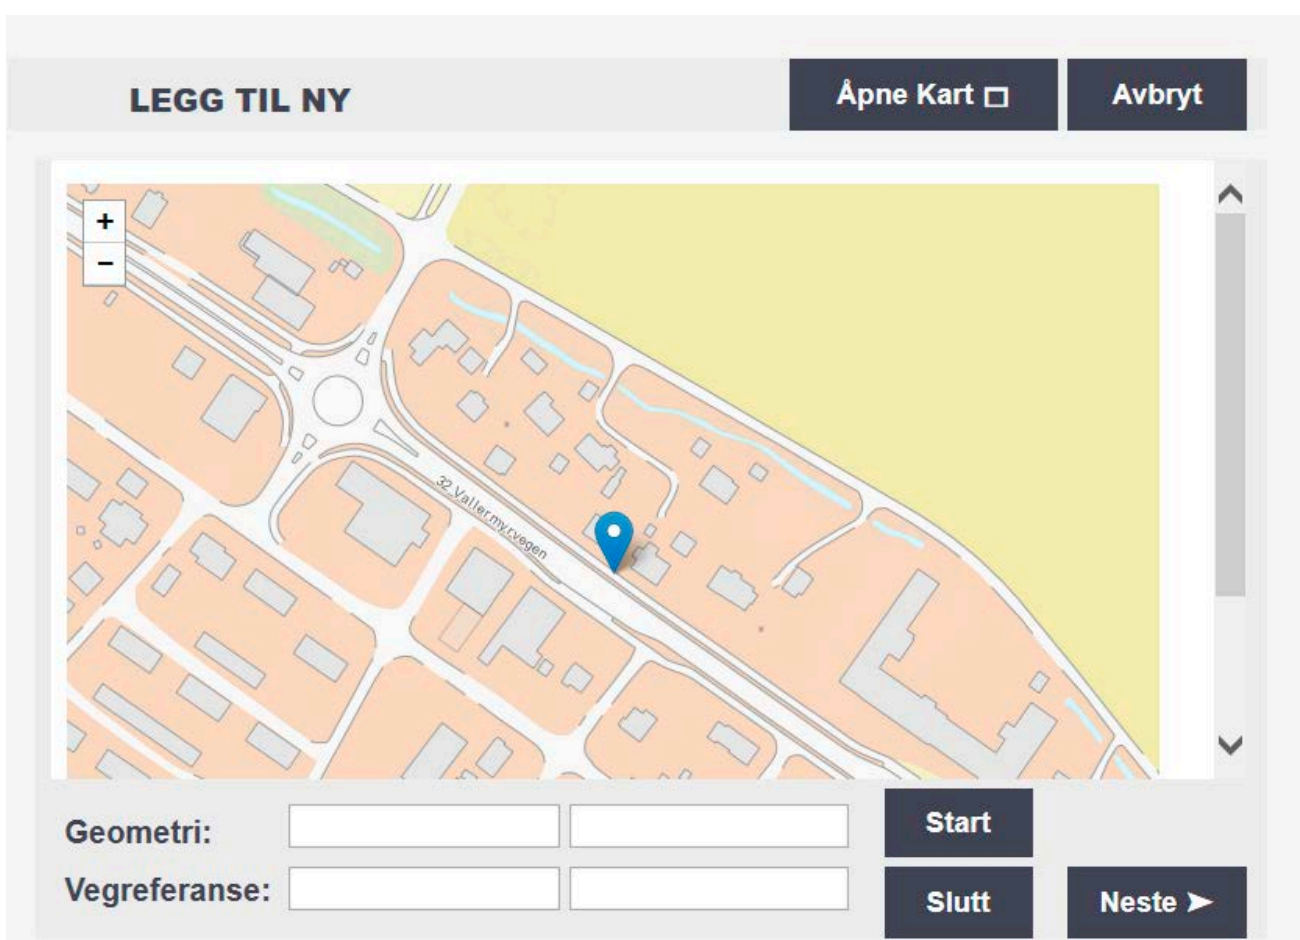 LEGG TIL NY
Åpne Kart
Avbryt
+
−
32 Vallermyrvegen
Geometri:
Start
Vegreferanse:
Slutt
Neste ➤